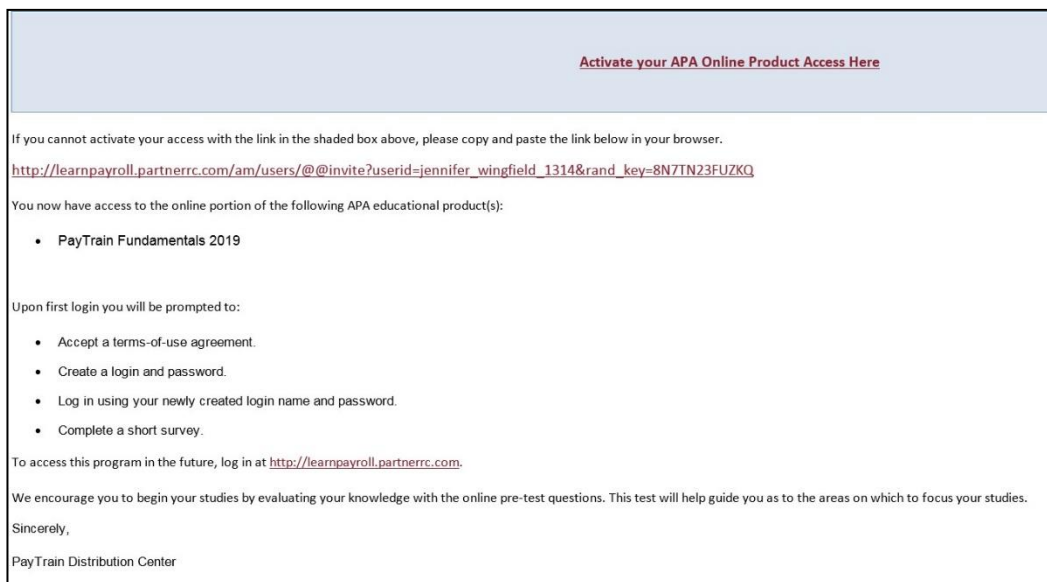 Activate your APA Online Product Access Here
If you cannot activate your access with the link in the shaded box above, please copy and paste the link below in your browser.
http://learnpayroll.partnerrc.com/am/users/@@invite?userid=jennifer_wingfield_1314&rand_key=8N7TN23FUZKQ
You now have access to the online portion of the following APA educational product(s):
• PayTrain Fundamentals 2019
Upon first login you will be prompted to:
• Accept a terms-of-use agreement.
• Create a login and password.
• Log in using your newly created login name and password.
• Complete a short survey.
To access this program in the future, log in at http://learnpayroll.partnerrc.com.
We encourage you to begin your studies by evaluating your knowledge with the online pre-test questions. This test will help guide you as to the areas on which to focus your studies.
Sincerely,
PayTrain Distribution Center